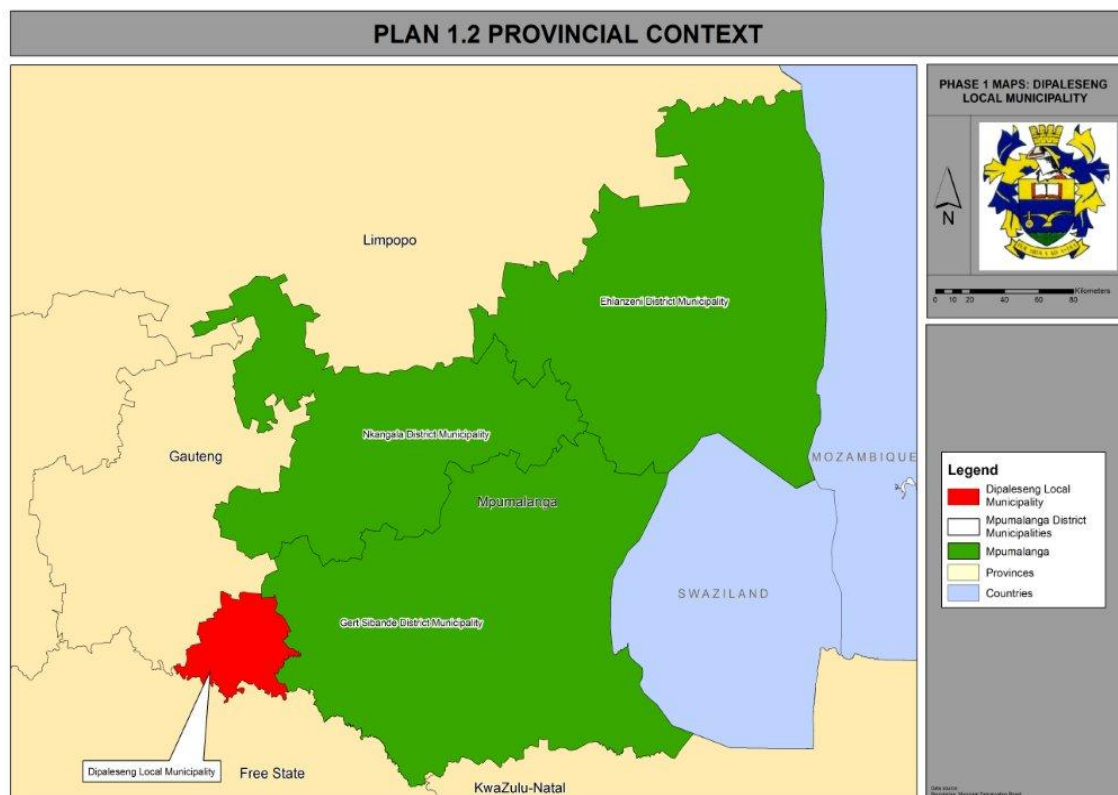 PLAN 1.2 PROVINCIAL CONTEXT
PHASE 1 MAPS: DIPALESENG
LOCAL MUNICIPALITY
N
Kilometers
0 10 20 40 60 80
Limpopo
Ehlanzeni District Municipality
Nkangala District Municipality
Gauteng
MOZAMBIQUE
Mpumalanga
SWAZILAND
Gert Sibande District Municipality
Dipaleseng Local Municipality
Free State
KwaZulu-Natal
Legend
Dipaleseng Local
Municipality
Mpumalanga District
Municipalities
Mpumalanga
Provinces
Countries